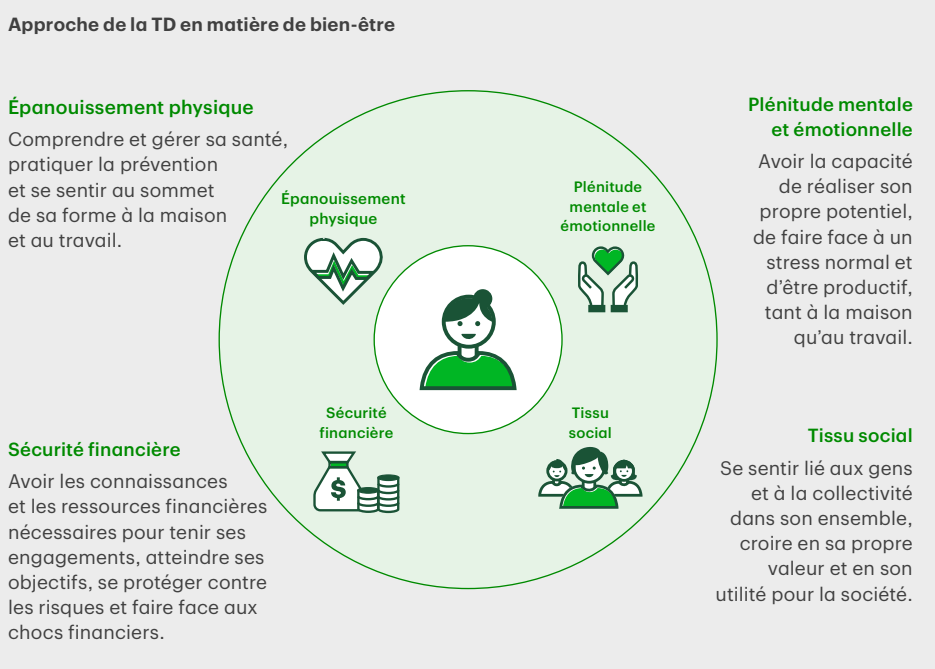 Approche de la TD en matière de bien-être
Épanouissement physique
Comprendre et gérer sa santé,
pratiquer la prévention
et se sentir au sommet
de sa forme à la maison
et au travail.
Plénitude mentale
et émotionnelle
Avoir la capacité
de réaliser son
propre potentiel,
de faire face à un
stress normal et
d’être productif,
tant à la maison
qu’au travail.
Épanouissement
physique
Plénitude
mentale et
émotionnelle
Sécurité
financière
$
Tissu
social
Sécurité financière
Avoir les connaissances
et les ressources financières
nécessaires pour tenir ses
engagements, atteindre ses
objectifs, se protéger contre
les risques et faire face aux
chocs financiers.
Tissu social
Se sentir lié aux gens
et à la collectivité
dans son ensemble,
croire en sa propre
valeur et en son
utilité pour la société.